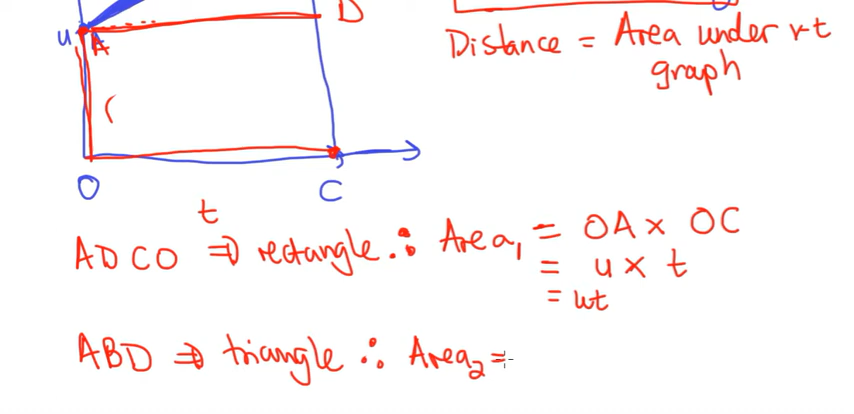 u
A
D
Distance = Area under v-t
graph
O
C
t
ADCO ⇒ rectangle ∴ Area₁ = OA × OC
= u × t
= ut
ABD ⇒ triangle ∴ Area₂ =